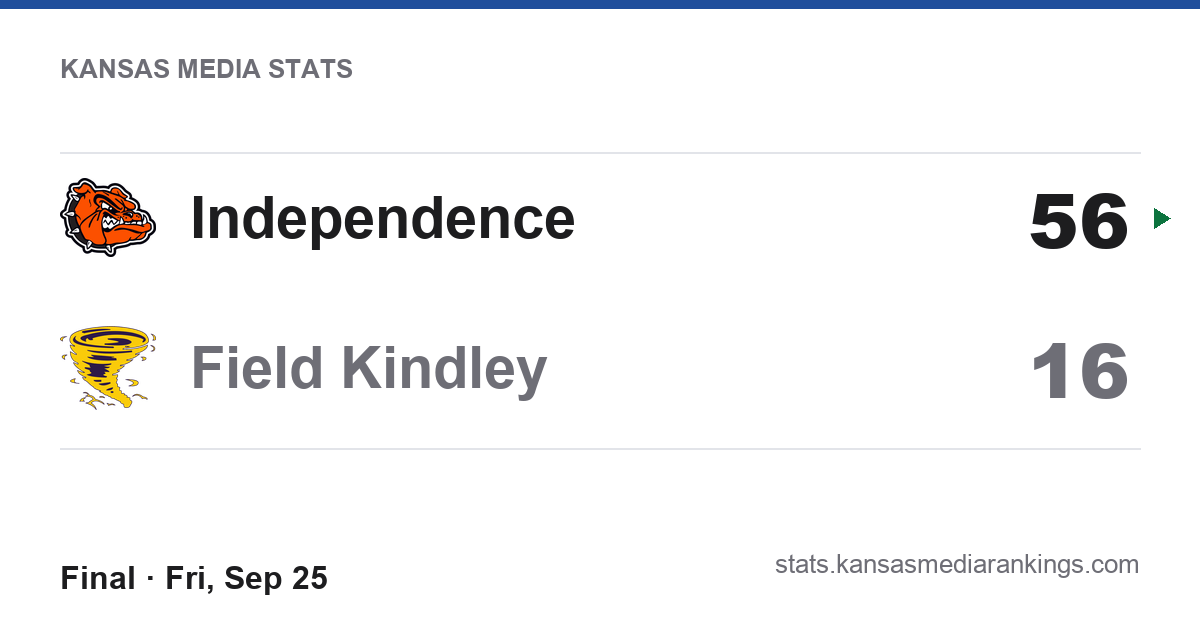 KANSAS MEDIA STATS
Independence 56
Field Kindley 16
Final · Fri, Sep 25
stats.kansasmediarankings.com